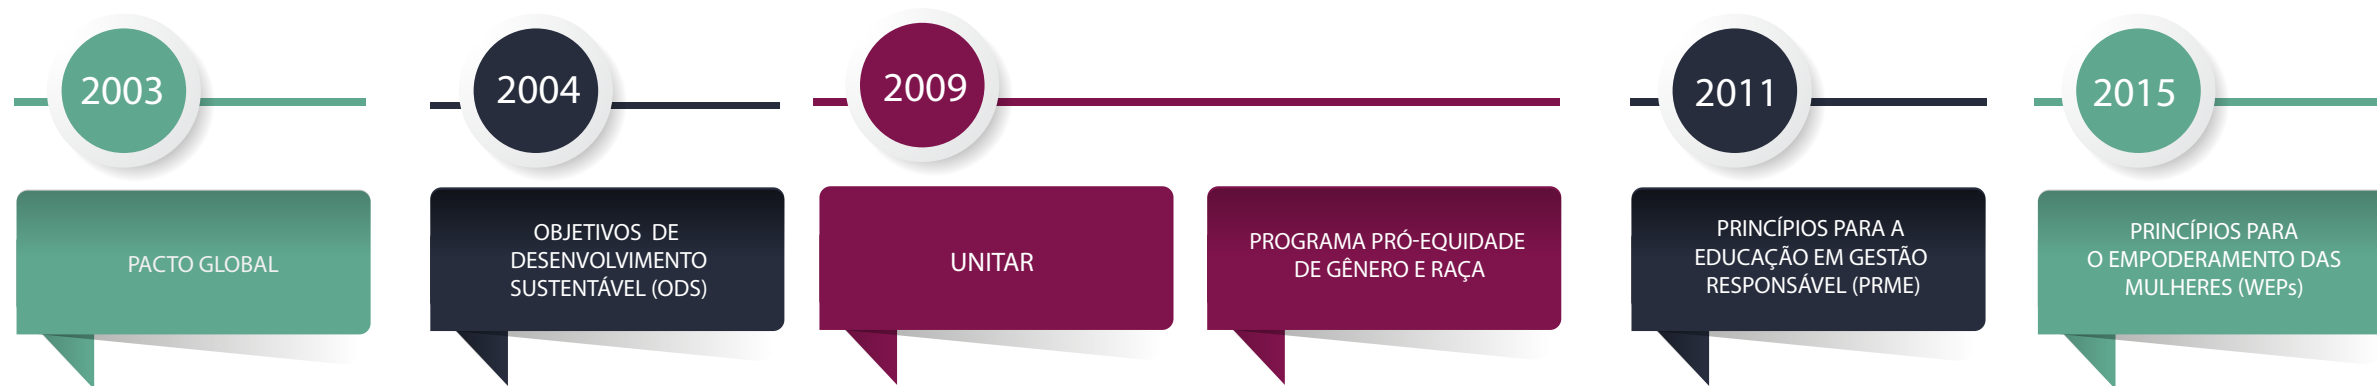 2003
PACTO GLOBAL
2004
OBJETIVOS DE
DESENVOLVIMENTO
SUSTENTÁVEL (ODS)
2009
UNITAR
PROGRAMA PRÓ-EQUIDADE
DE GÊNERO E RAÇA
2011
PRINCÍPIOS PARA A
EDUCAÇÃO EM GESTÃO
RESPONSÁVEL (PRME)
2015
PRINCÍPIOS PARA
O EMPODERAMENTO DAS
MULHERES (WEPs)